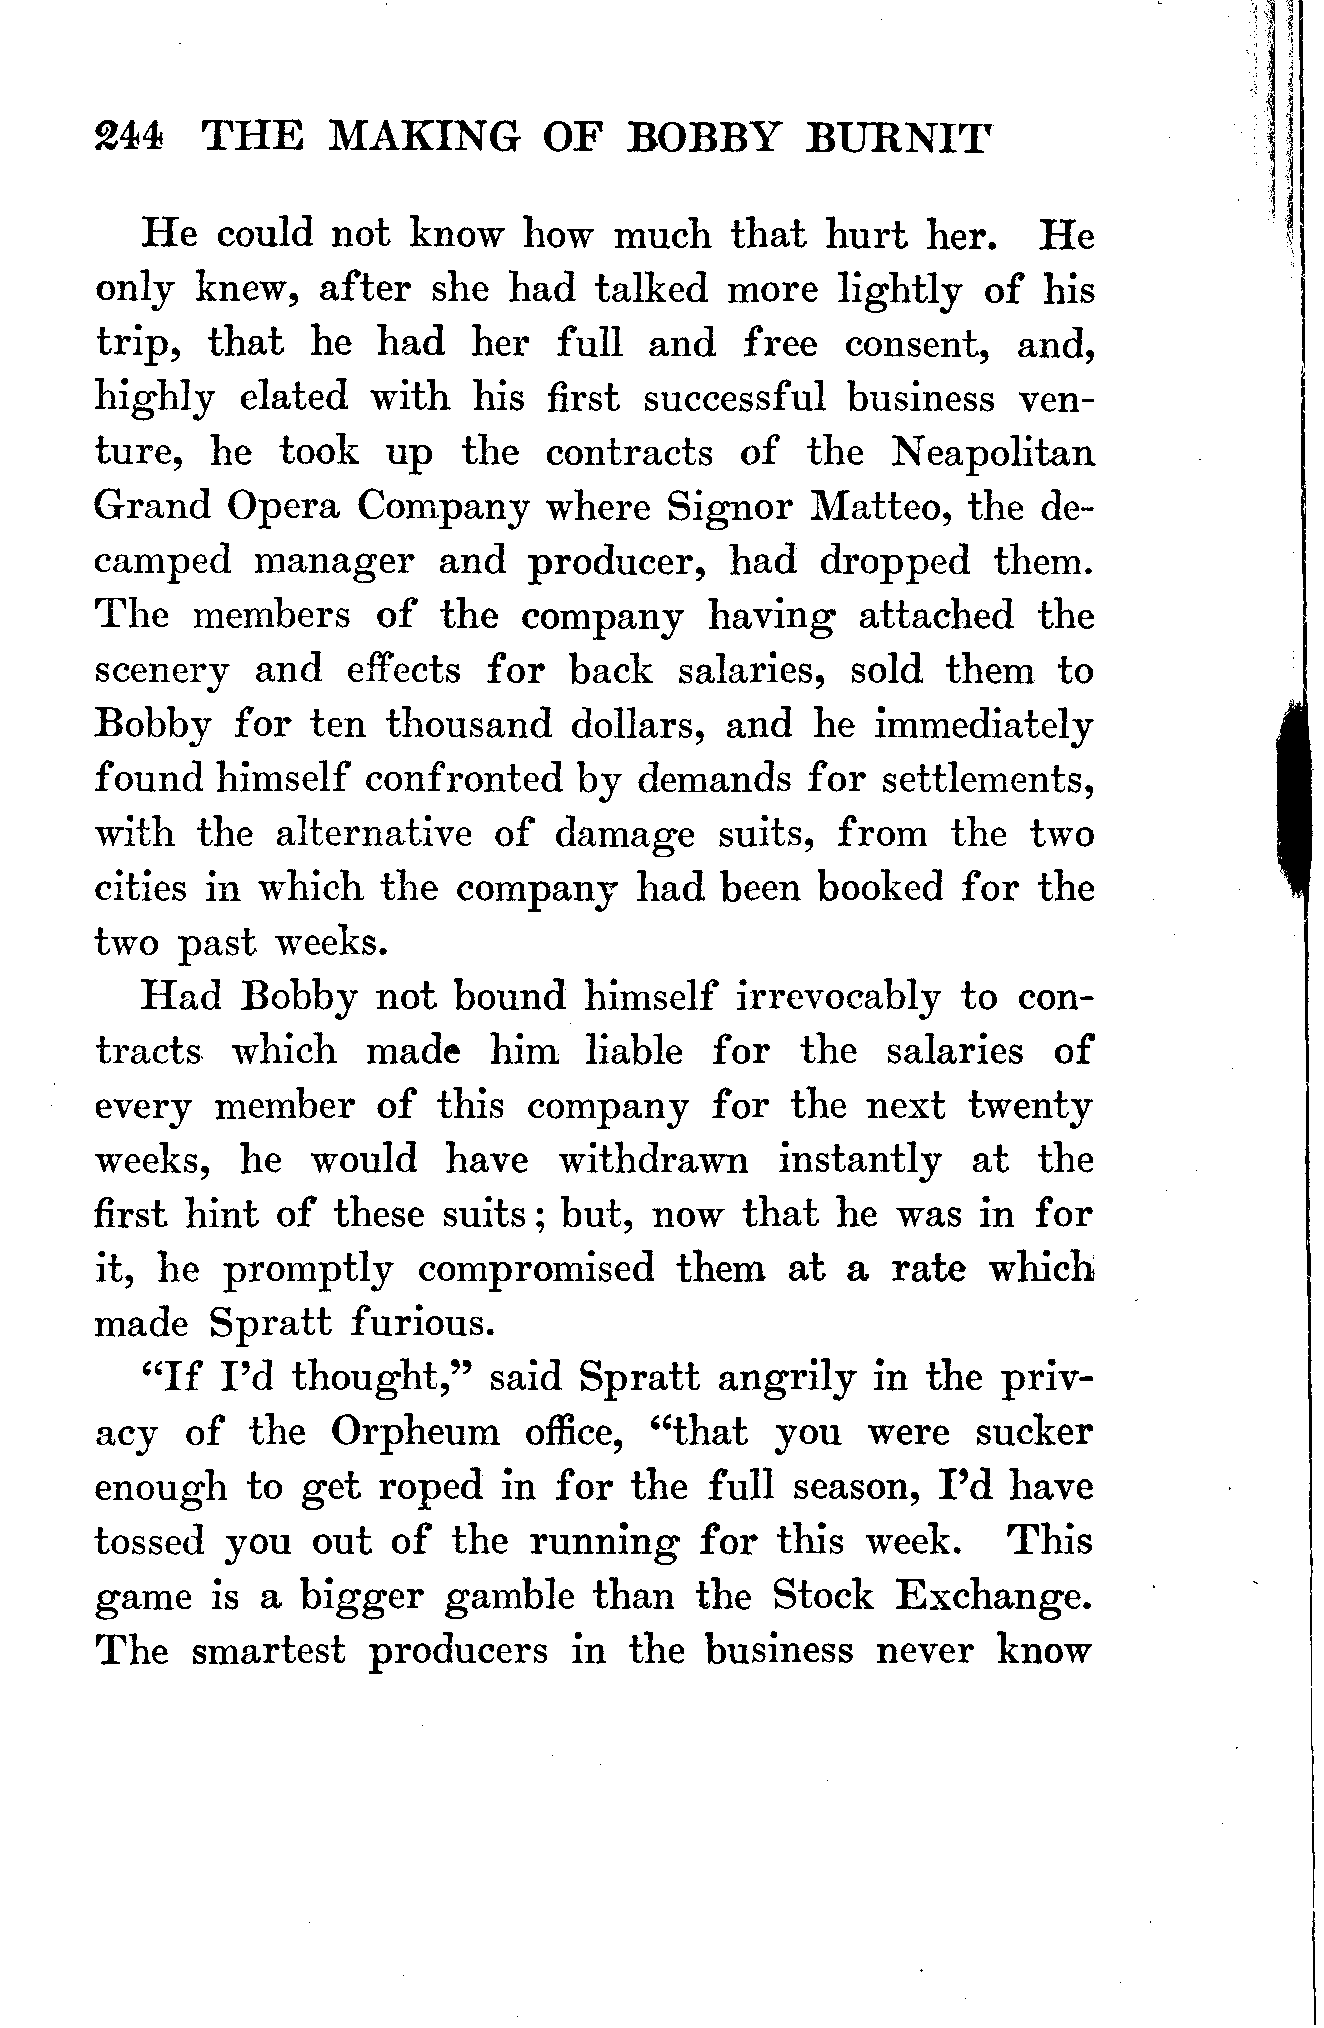 244 THE MAKING OF BOBBY BURNIT
He could not know how much that hurt her. He
only knew, after she had talked more lightly of his
trip, that he had her full and free consent, and,
highly elated with his first successful business ven-
ture, he took up the contracts of the Neapolitan
Grand Opera Company where Signor Matteo, the de-
camped manager and producer, had dropped them.
The members of the company having attached the
scenery and effects for back salaries, sold them to
Bobby for ten thousand dollars, and he immediately
found himself confronted by demands for settlements,
with the alternative of damage suits, from the two
cities in which the company had been booked for the
two past weeks.
Had Bobby not bound himself irrevocably to con-
tracts which made him liable for the salaries of
every member of this company for the next twenty
weeks, he would have withdrawn instantly at the
first hint of these suits; but, now that he was in for
it, he promptly compromised them at a rate which
made Spratt furious.
“If I’d thought,” said Spratt angrily in the priv-
acy of the Orpheum office, “that you were sucker
enough to get roped in for the full season, I’d have
tossed you out of the running for this week. This
game is a bigger gamble than the Stock Exchange.
The smartest producers in the business never know